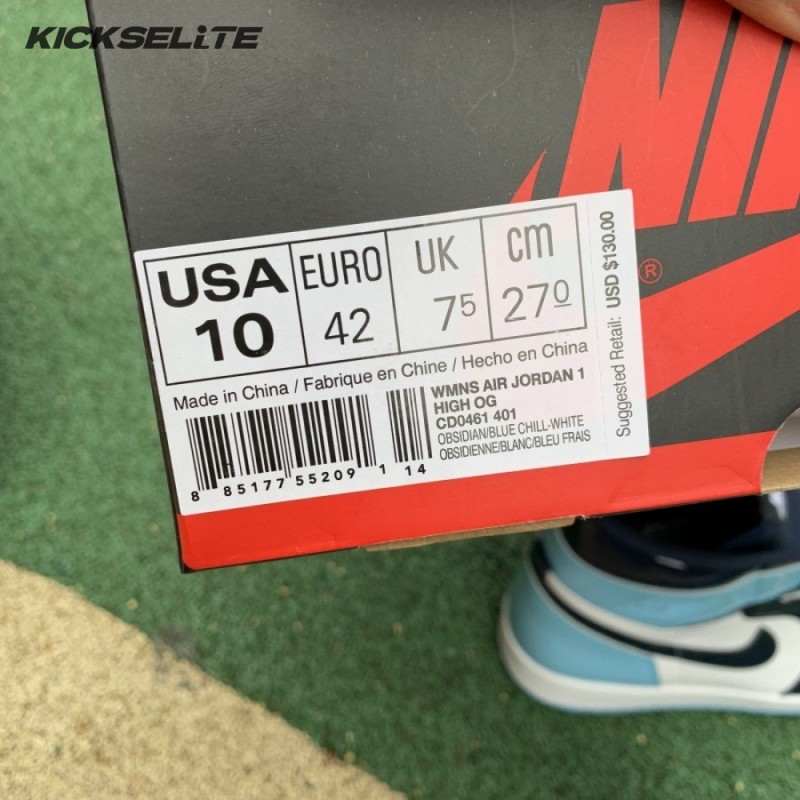 KICKSELiTE
NIK
®
USA EURO UK cm
10 42 7 5 27 0
Made in China / Fabrique en Chine / Hecho en China
WMNS AIR JORDAN 1
HIGH OG
CD0461 401
OBSIDIAN/BLUE CHILL-WHITE
OBSIDIENNE/BLANC/BLEU FRAIS
8 85177 55209 1 14
Suggested Retail: USD $130.00